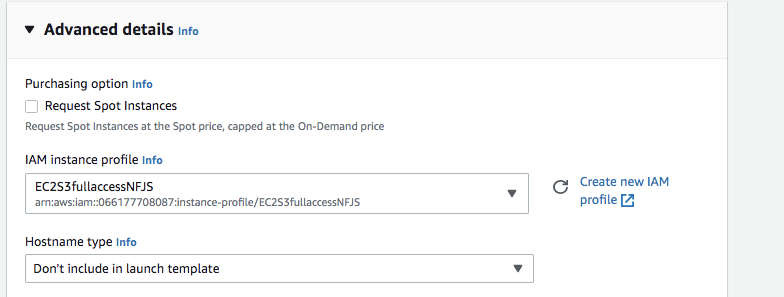 Advanced details Info
Purchasing option Info
Request Spot Instances
Request Spot Instances at the Spot price, capped at the On-Demand price
IAM instance profile Info
EC2S3fullaccessNFJS
arn:aws:iam::066177708087:instance-profile/EC2S3fullaccessNFJS
Create new IAM
profile
Hostname type Info
Don't include in launch template